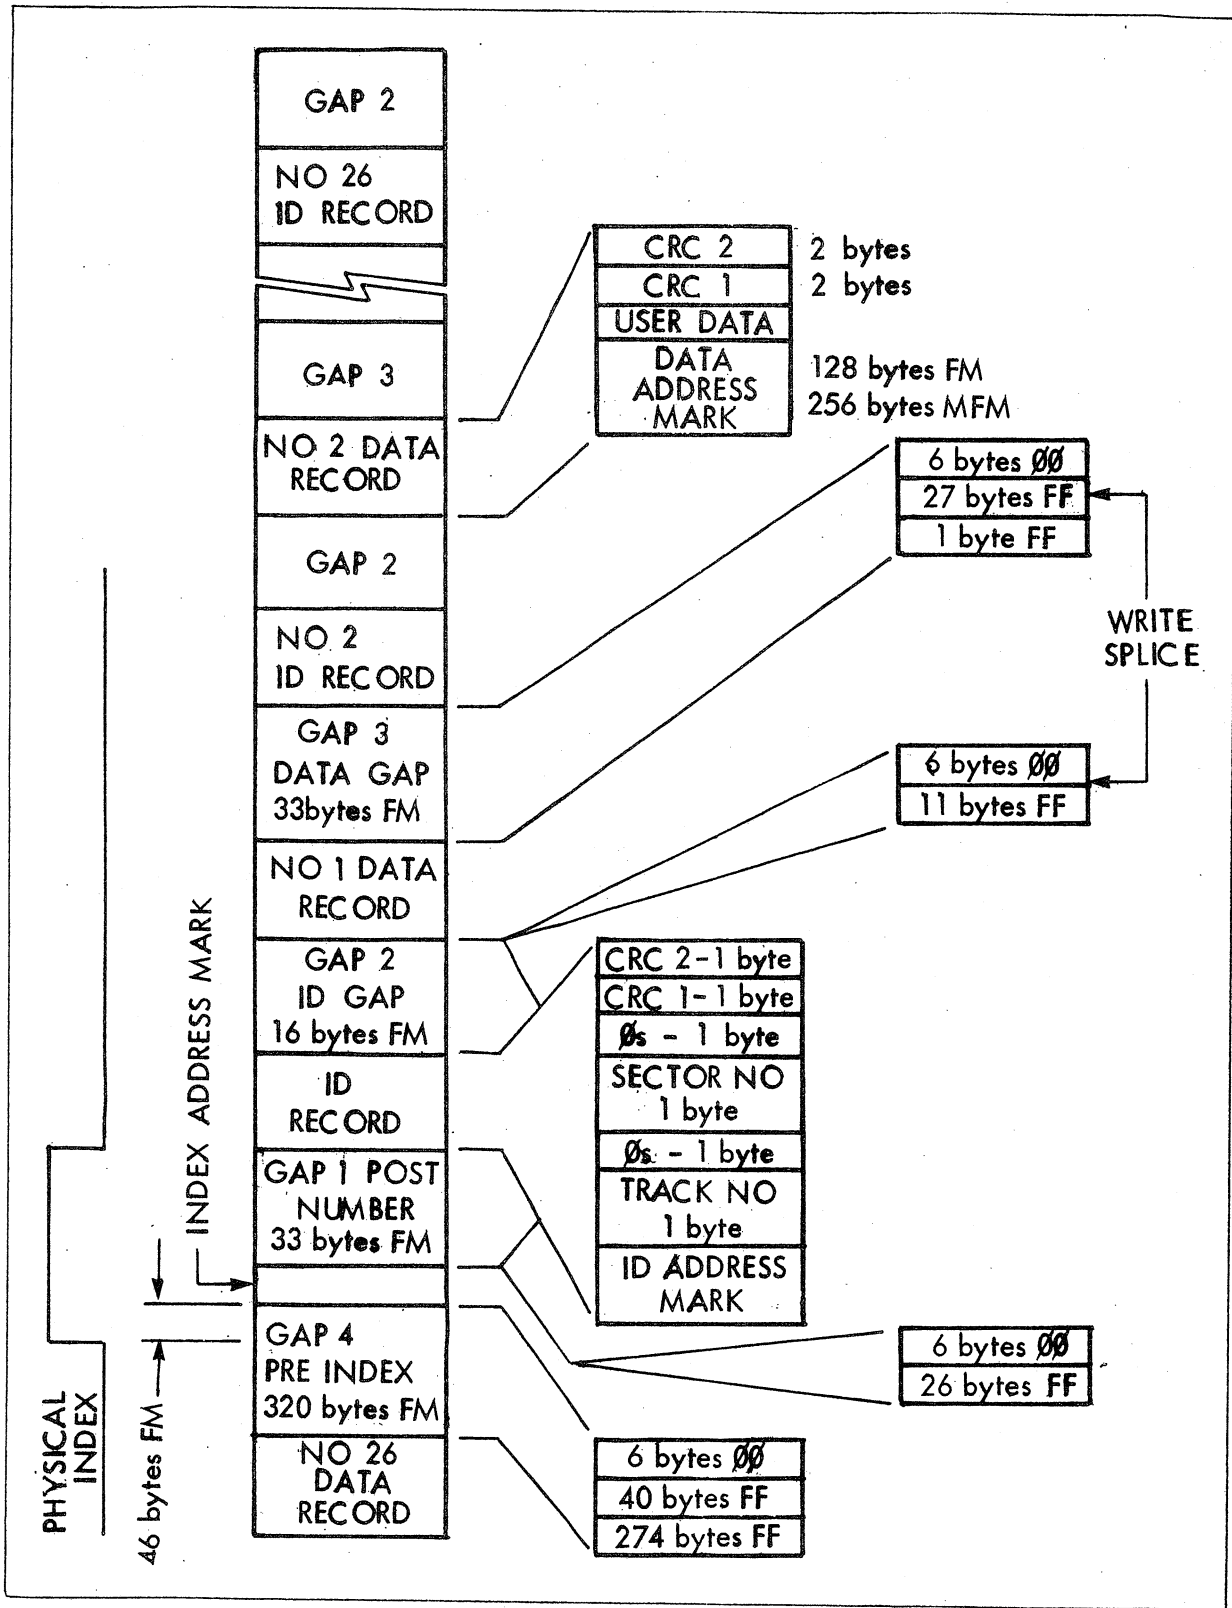 GAP 2
NO 26
ID RECORD
GAP 3
NO 2 DATA
RECORD
GAP 2
NO 2
ID RECORD
GAP 3
DATA GAP
33bytes FM
NO 1 DATA
RECORD
GAP 2
ID GAP
16 bytes FM
ID
RECORD
GAP 1 POST
NUMBER
33 bytes FM
GAP 4
PRE INDEX
320 bytes FM
NO 26
DATA
RECORD
INDEX ADDRESS MARK
PHYSICAL
INDEX
46 bytes FM
CRC 2 2 bytes
CRC 1 2 bytes
USER DATA
DATA
ADDRESS
MARK
128 bytes FM
256 bytes MFM
6 bytes 00
27 bytes FF
1 byte FF
WRITE
SPLICE
6 bytes 00
11 bytes FF
CRC 2-1 byte
CRC 1-1 byte
0s - 1 byte
SECTOR NO
1 byte
0s - 1 byte
TRACK NO
1 byte
ID ADDRESS
MARK
6 bytes 00
26 bytes FF
6 bytes 00
40 bytes FF
274 bytes FF